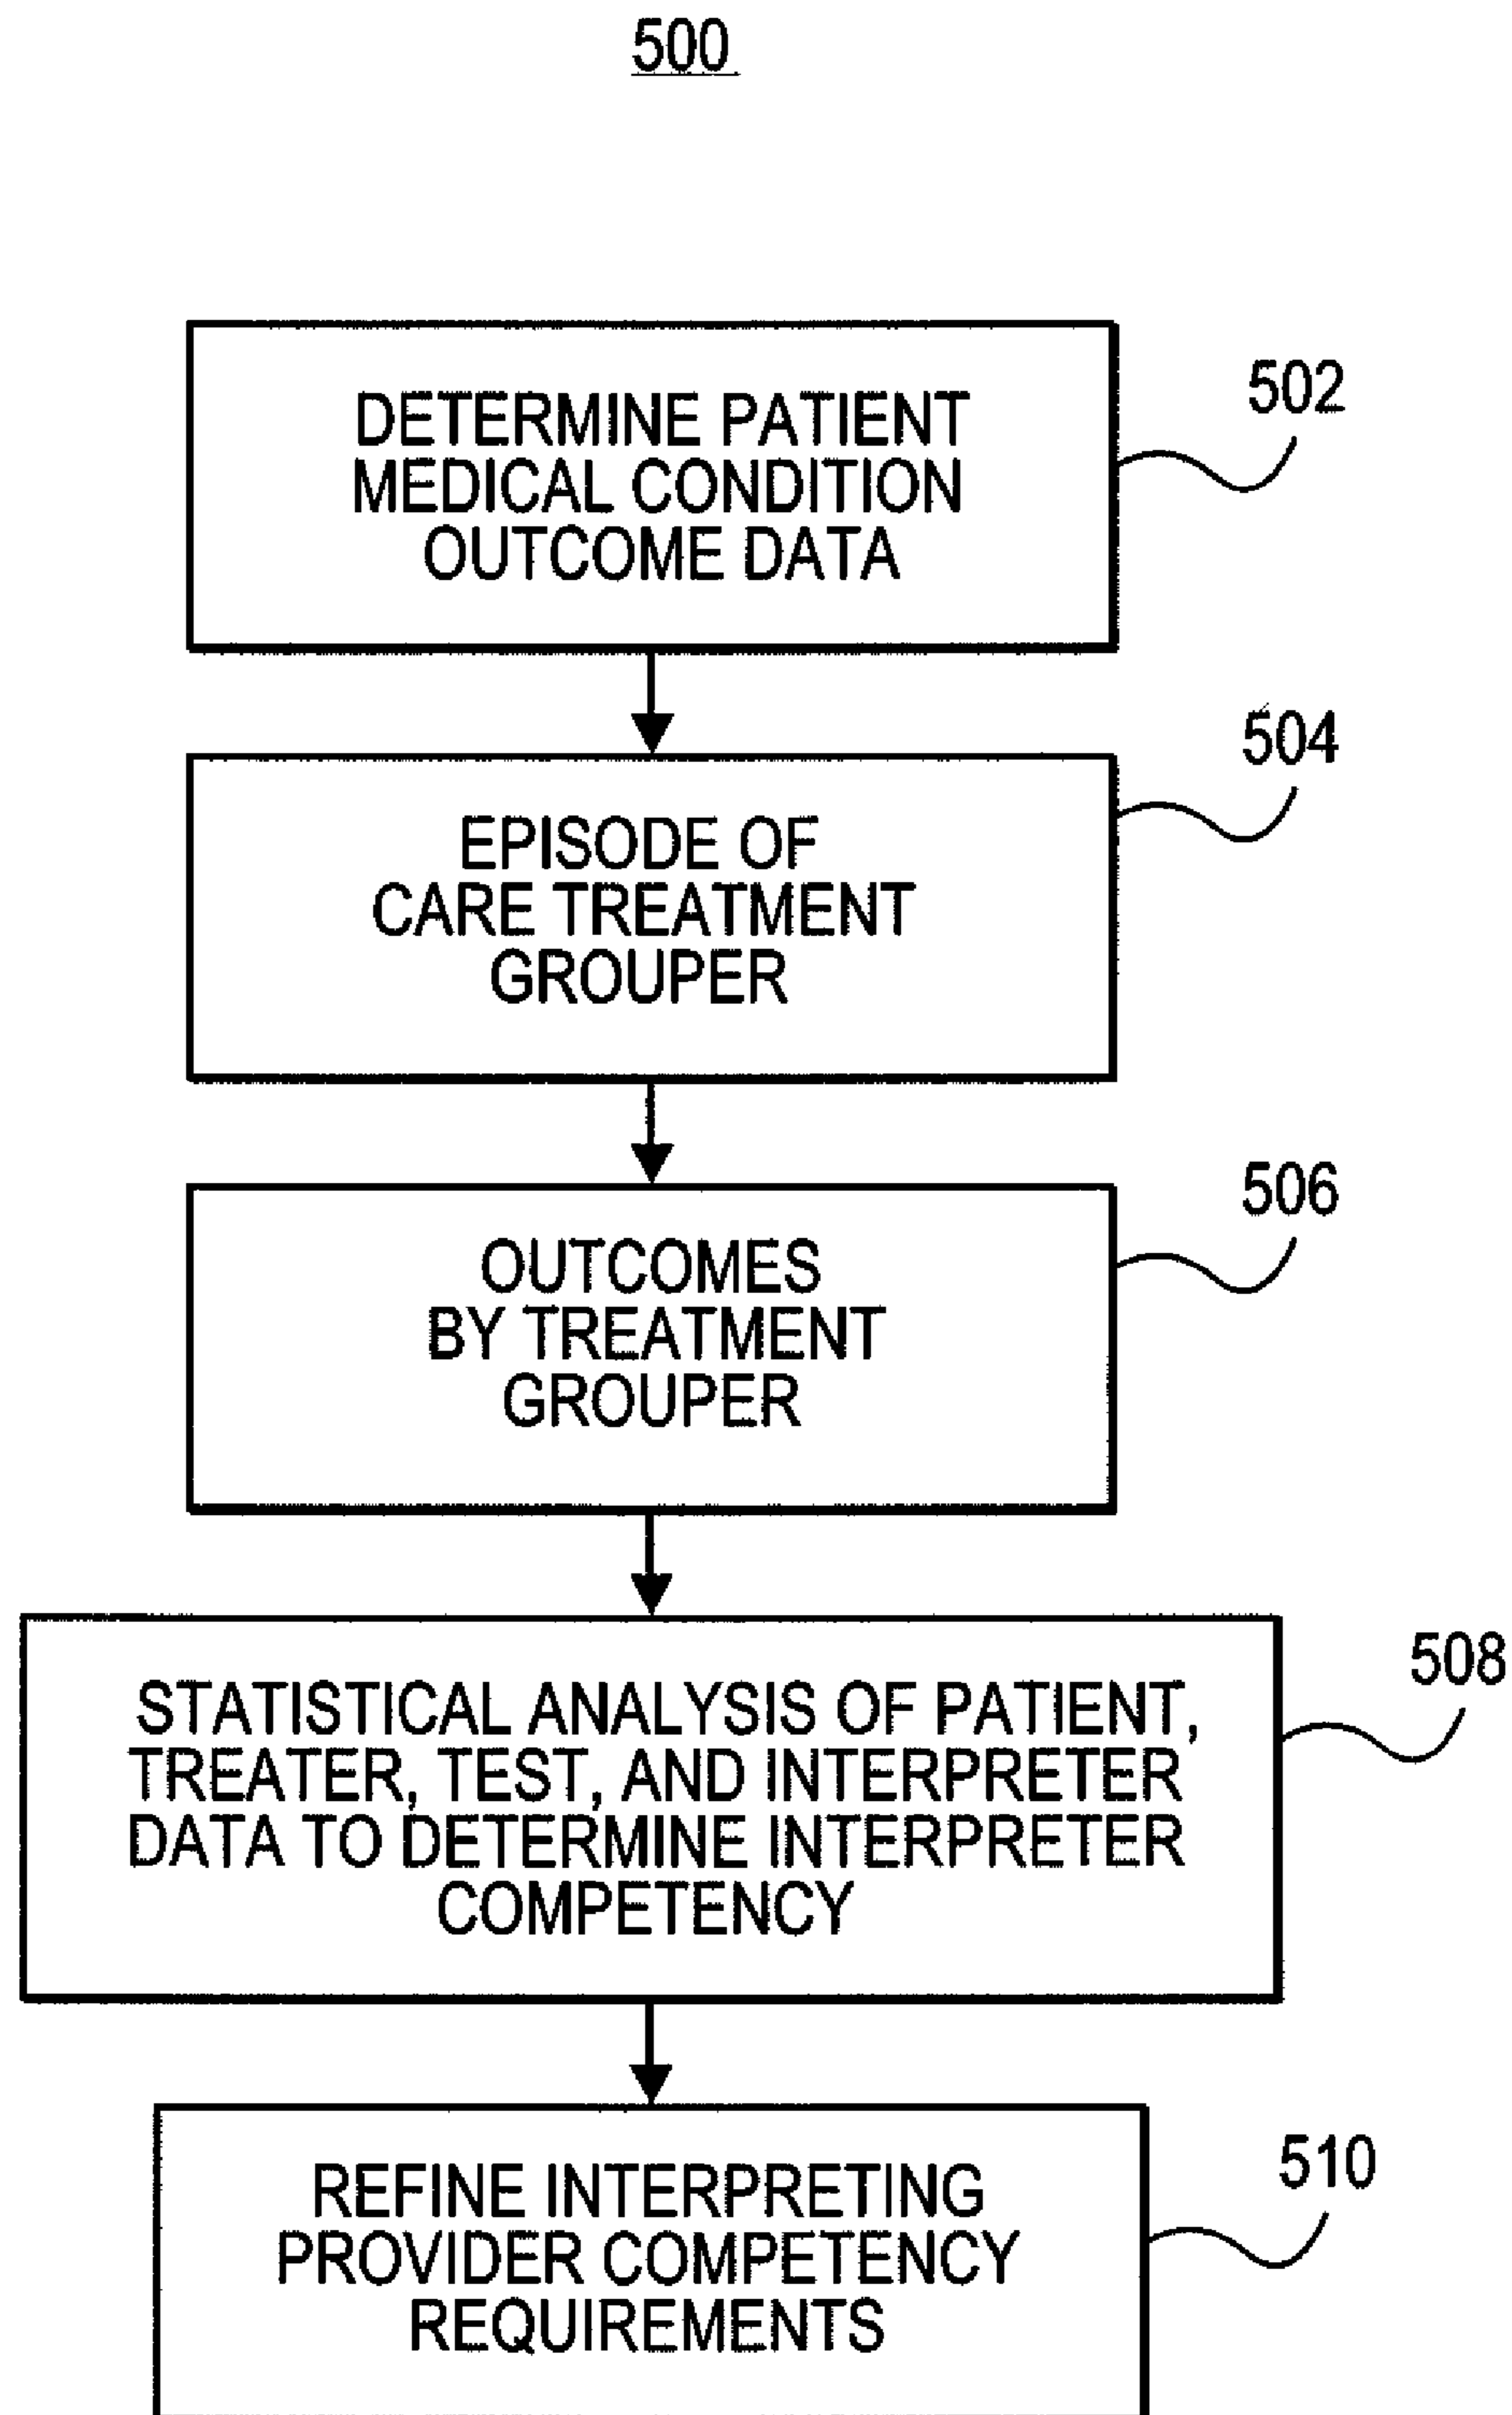 500
DETERMINE PATIENT
MEDICAL CONDITION
OUTCOME DATA
502
EPISODE OF
CARE TREATMENT
GROUPER
504
OUTCOMES
BY TREATMENT
GROUPER
506
STATISTICAL ANALYSIS OF PATIENT,
TREATER, TEST, AND INTERPRETER
DATA TO DETERMINE INTERPRETER
COMPETENCY
508
REFINE INTERPRETING
PROVIDER COMPETENCY
REQUIREMENTS
510